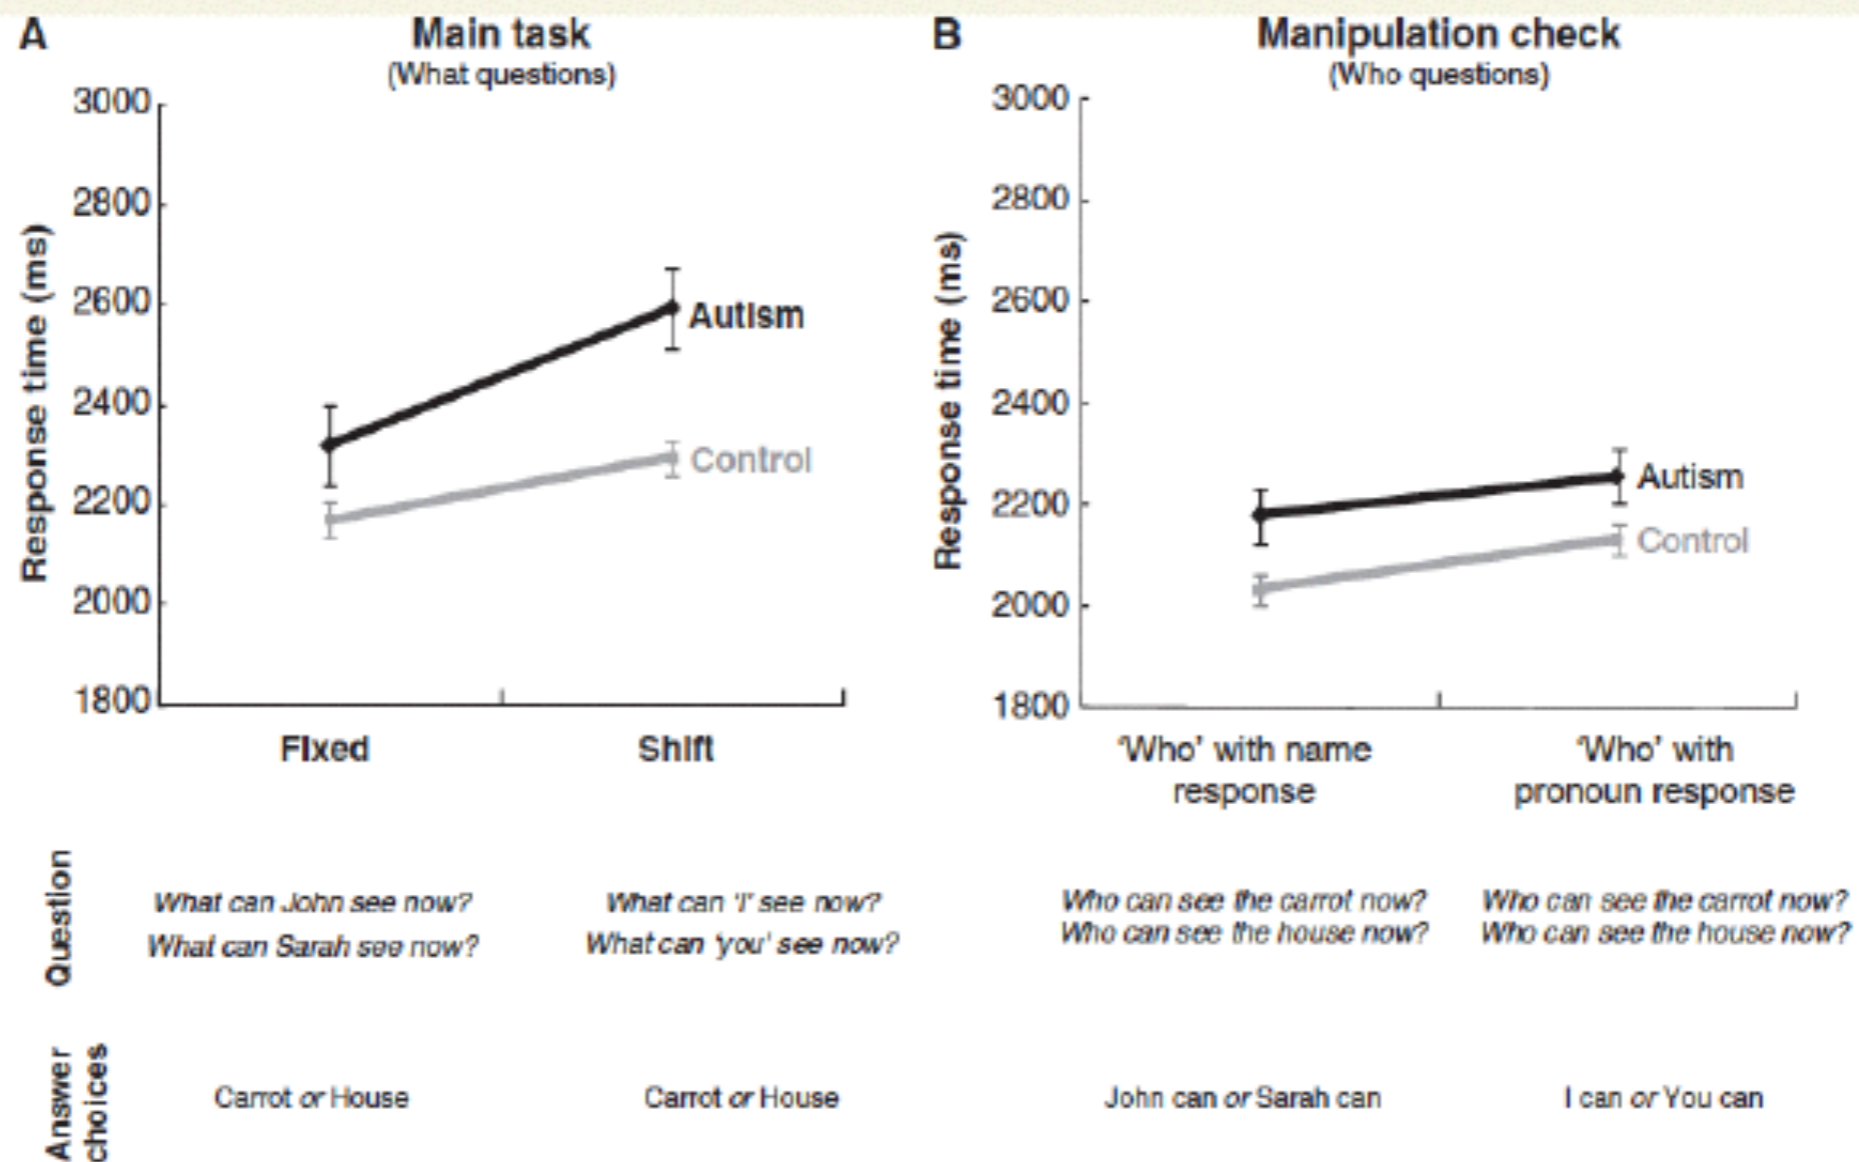 A
Main task
(What questions)
3000
2800
2600
2400
2200
2000
1800
Response time (ms)
Autism
Control
Fixed
Shift
B
Manipulation check
(Who questions)
3000
2800
2600
2400
2200
2000
1800
Response time (ms)
Autism
Control
'Who' with name
response
'Who' with
pronoun response
Question
What can John see now?
What can Sarah see now?
What can 'I' see now?
What can 'you' see now?
Who can see the carrot now?
Who can see the house now?
Who can see the carrot now?
Who can see the house now?
Answer
choices
Carrot or House
Carrot or House
John can or Sarah can
I can or You can